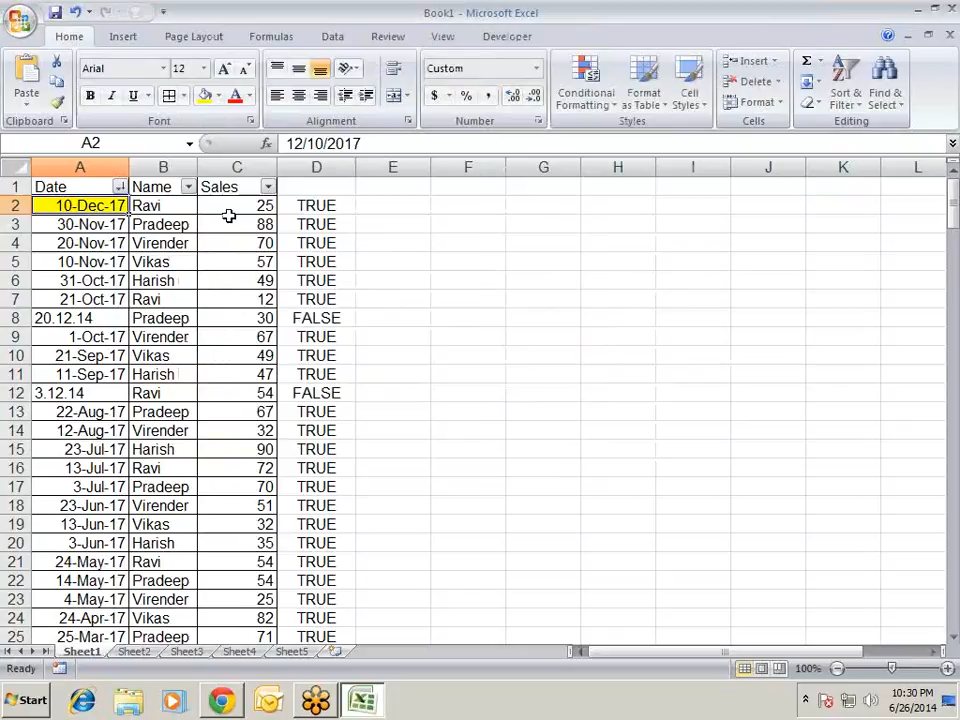 Book1 - Microsoft Excel
Home Insert Page Layout Formulas Data Review View Developer
Paste
Arial 12
B I U
A A
Custom
$ % ,
Conditional Formatting
Format as Table
Cell Styles
Insert
Delete
Format
Σ
Sort & Filter
Find & Select
Clipboard Font Alignment Number Styles Cells Editing
A2 fx 12/10/2017
A B C D E F G H I J K L
1 Date Name Sales
2 10-Dec-17 Ravi 25 TRUE
3 30-Nov-17 Pradeep 88 TRUE
4 20-Nov-17 Virender 70 TRUE
5 10-Nov-17 Vikas 57 TRUE
6 31-Oct-17 Harish 49 TRUE
7 21-Oct-17 Ravi 12 TRUE
8 20.12.14 Pradeep 30 FALSE
9 1-Oct-17 Virender 67 TRUE
10 21-Sep-17 Vikas 49 TRUE
11 11-Sep-17 Harish 47 TRUE
12 3.12.14 Ravi 54 FALSE
13 22-Aug-17 Pradeep 67 TRUE
14 12-Aug-17 Virender 32 TRUE
15 23-Jul-17 Harish 90 TRUE
16 13-Jul-17 Ravi 72 TRUE
17 3-Jul-17 Pradeep 70 TRUE
18 23-Jun-17 Virender 51 TRUE
19 13-Jun-17 Vikas 32 TRUE
20 3-Jun-17 Harish 35 TRUE
21 24-May-17 Ravi 54 TRUE
22 14-May-17 Pradeep 54 TRUE
23 4-May-17 Virender 25 TRUE
24 24-Apr-17 Vikas 82 TRUE
25 25-Mar-17 Pradeep 71 TRUE
Sheet1 Sheet2 Sheet3 Sheet4 Sheet5
Ready 100%
Start
10:30 PM
6/26/2014